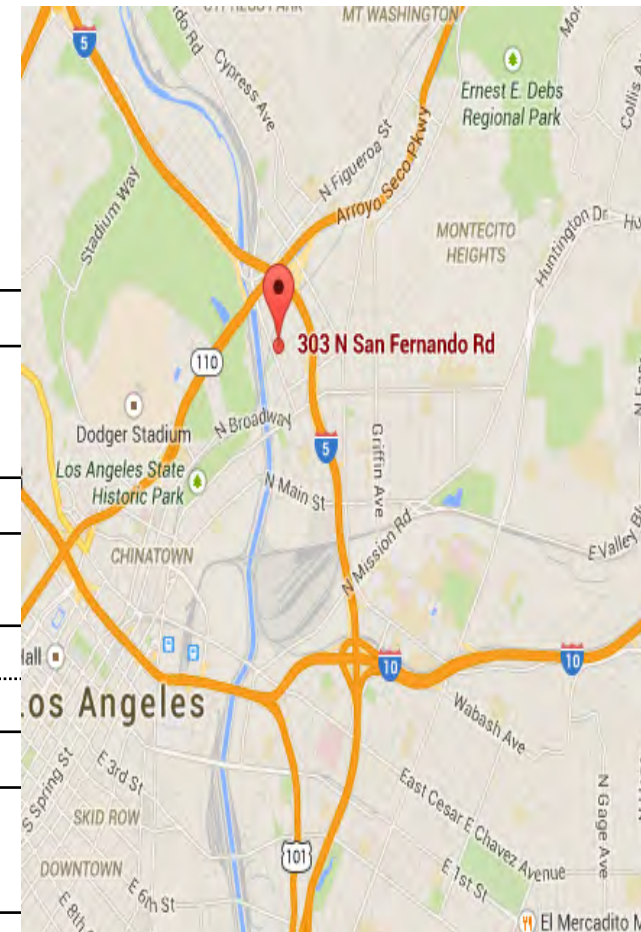 MT WASHINGTON
5
Cypress Ave
Ernest E. Debs
Regional Park
Collis
N Figueroa St
Arroyo Seco Pkwy
Stadium Way
MONTECITO
HEIGHTS
Huntington Dr
303 N San Fernando Rd
110
Dodger Stadium
N Broadway
5
Griffin Ave
Los Angeles State
Historic Park
N Main St
N Mission Rd
E Valley
CHINATOWN
10
10
os Angeles
Wabash Ave
E 3rd St
S Spring St
SKID ROW
East Cesar E Chavez Avenue
N Gage Ave
101
E 1st St
DOWNTOWN
E 6th St
E 8th
El Mercadito